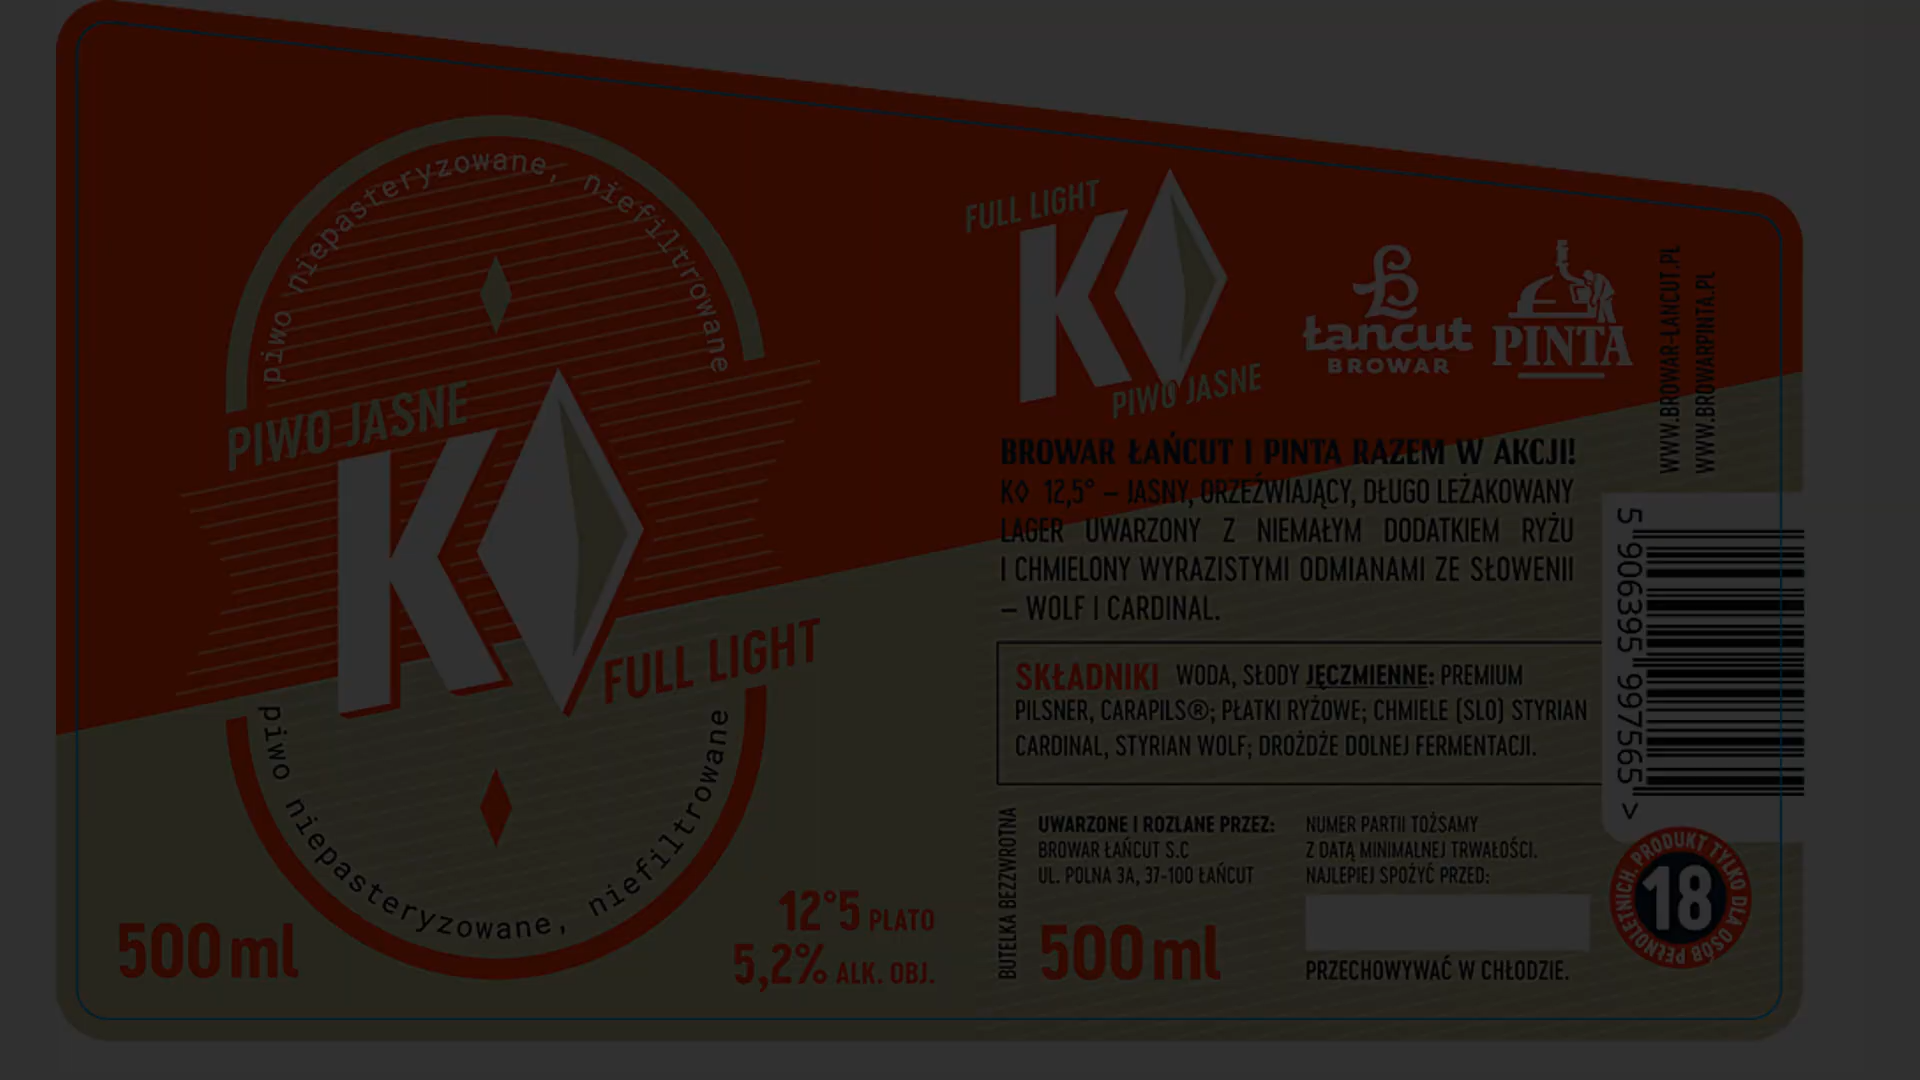 piwo niepasteryzowane, niefiltrowane
PIWO JASNE
K◊
FULL LIGHT
piwo niepasteryzowane, niefiltrowane
500 ml
12°5 PLATO
5,2% ALK. OBJ.
FULL LIGHT
K◊
PIWO JASNE
Łańcut
BROWAR
PINTA
WWW.BROWAR-LANCUT.PL
WWW.BROWARPINTA.PL
BROWAR ŁAŃCUT I PINTA RAZEM W AKCJI!
K◊ 12,5° – JASNY, ORZEŹWIAJĄCY, DŁUGO LEŻAKOWANY
LAGER UWARZONY Z NIEMAŁYM DODATKIEM RYŻU
I CHMIELONY WYRAZISTYMI ODMIANAMI ZE SŁOWENII
– WOLF I CARDINAL.
SKŁADNIKI WODA, SŁODY JĘCZMIENNE: PREMIUM
PILSNER, CARAPILS®; PŁATKI RYŻOWE; CHMIELE (SLO) STYRIAN
CARDINAL, STYRIAN WOLF; DROŻDŻE DOLNEJ FERMENTACJI.
5 906395 997565 >
BUTELKA BEZZWROTNA
UWARZONE I ROZLANE PRZEZ:
BROWAR ŁAŃCUT S.C
UL. POLNA 3A, 37-100 ŁAŃCUT
500 ml
NUMER PARTII TOŻSAMY
Z DATĄ MINIMALNEJ TRWAŁOŚCI.
NAJLEPIEJ SPOŻYĆ PRZED:
PRZECHOWYWAĆ W CHŁODZIE.
PRODUKT TYLKO DLA OSÓB PEŁNOLETNICH.
18